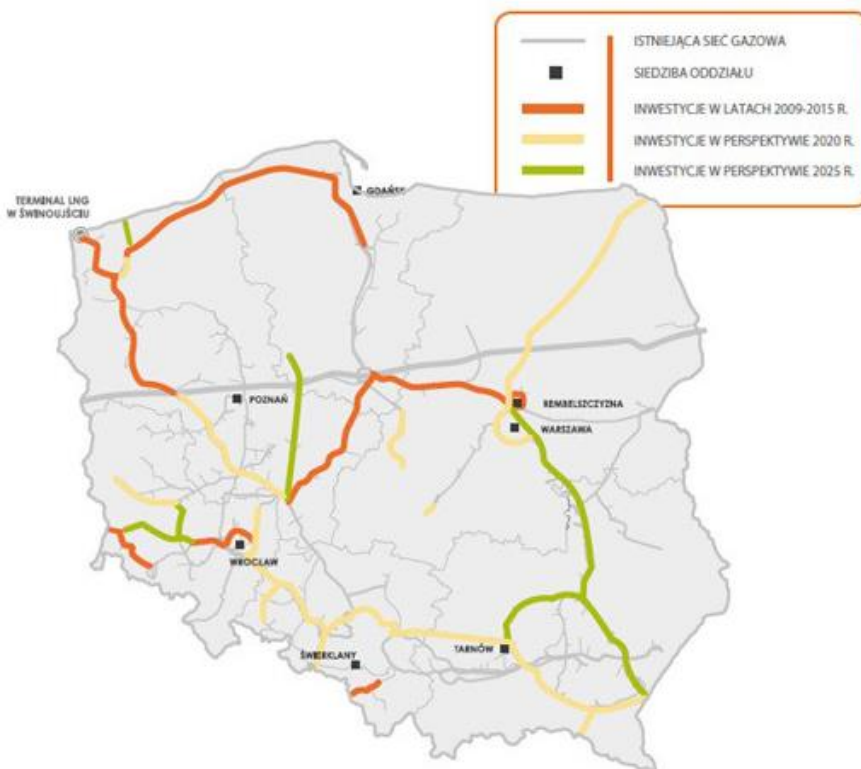 ISTNIEJĄCA SIEĆ GAZOWA
SIEDZIBA ODDZIAŁU
INWESTYCJE W LATACH 2009-2015 R.
INWESTYCJE W PERSPEKTYWIE 2020 R.
INWESTYCJE W PERSPEKTYWIE 2025 R.
GDAŃSK
TERMINAL LNG
W ŚWINOUJŚCIU
POZNAŃ
REMBELSZCZYZNA
WARSZAWA
WROCŁAW
ŚWIERKLANY
TARNÓW